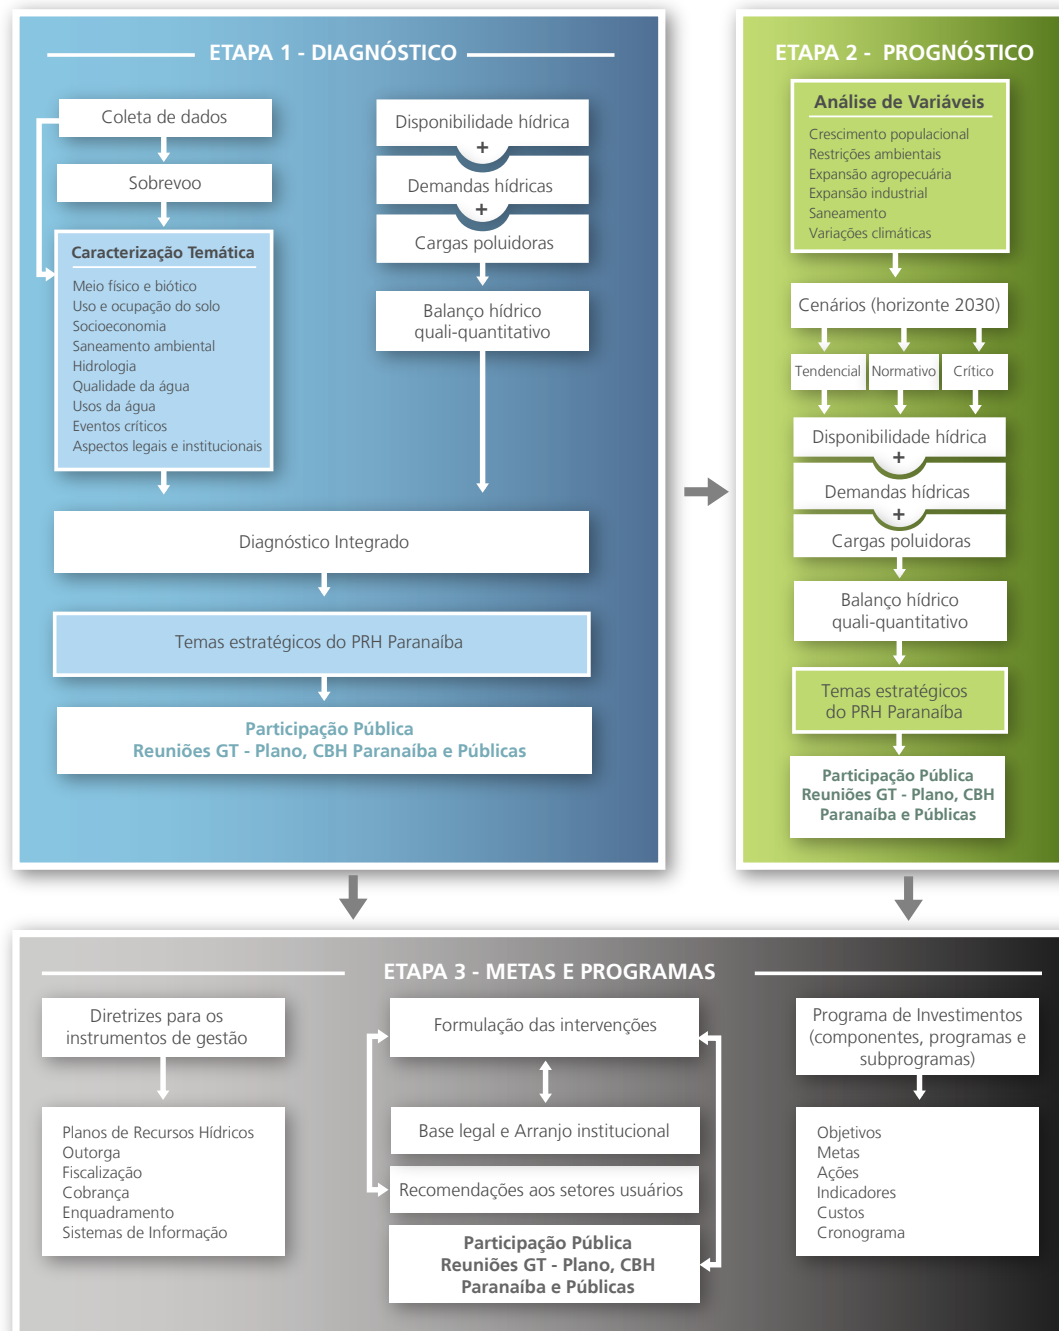 ETAPA 1 - DIAGNÓSTICO
Coleta de dados
Sobrevoo
Caracterização Temática
Meio físico e biótico
Uso e ocupação do solo
Socioeconomia
Saneamento ambiental
Hidrologia
Qualidade da água
Usos da água
Eventos críticos
Aspectos legais e institucionais
Disponibilidade hídrica
+
Demandas hídricas
+
Cargas poluidoras
Balanço hídrico
quali-quantitativo
Diagnóstico Integrado
Temas estratégicos do PRH Paranaíba
Participação Pública
Reuniões GT - Plano, CBH Paranaíba e Públicas
ETAPA 2 - PROGNÓSTICO
Análise de Variáveis
Crescimento populacional
Restrições ambientais
Expansão agropecuária
Expansão industrial
Saneamento
Variações climáticas
Cenários (horizonte 2030)
Tendencial
Normativo
Crítico
Disponibilidade hídrica
+
Demandas hídricas
+
Cargas poluidoras
Balanço hídrico
quali-quantitativo
Temas estratégicos
do PRH Paranaíba
Participação Pública
Reuniões GT - Plano, CBH
Paranaíba e Públicas
ETAPA 3 - METAS E PROGRAMAS
Diretrizes para os
instrumentos de gestão
Planos de Recursos Hídricos
Outorga
Fiscalização
Cobrança
Enquadramento
Sistemas de Informação
Formulação das intervenções
Base legal e Arranjo institucional
Recomendações aos setores usuários
Participação Pública
Reuniões GT - Plano, CBH
Paranaíba e Públicas
Programa de Investimentos
(componentes, programas e
subprogramas)
Objetivos
Metas
Ações
Indicadores
Custos
Cronograma